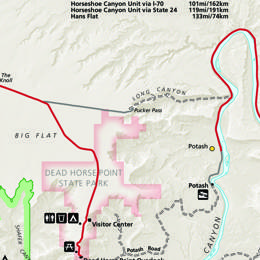 Horseshoe Canyon Unit via I-70 101mi/162km
Horseshoe Canyon Unit via State 24 119mi/191km
Hans Flat 133mi/74km
The
Knoll
LONG CANYON
Pucker Pass
BIG FLAT
Potash
DEAD HORSE POINT
STATE PARK
Potash
SHAFER CANYON
Visitor Center
Potash Road
CANYON
Dead Horse Point Overlook